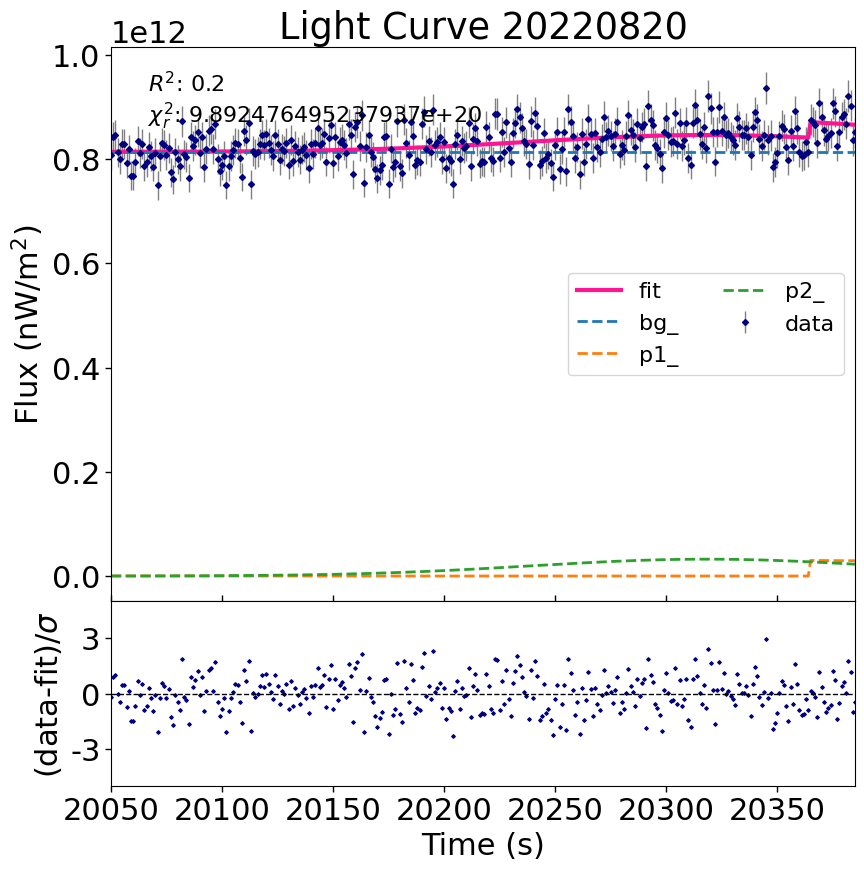 Light Curve 20220820
1e12
R²: 0.2
χ²ᵣ: 9.892476495237937e+20
1.0
0.8
0.6
0.4
0.2
0.0
Flux (nW/m²)
fit
bg_
p1_
p2_
data
3
0
-3
(data-fit)/σ
20050 20100 20150 20200 20250 20300 20350
Time (s)